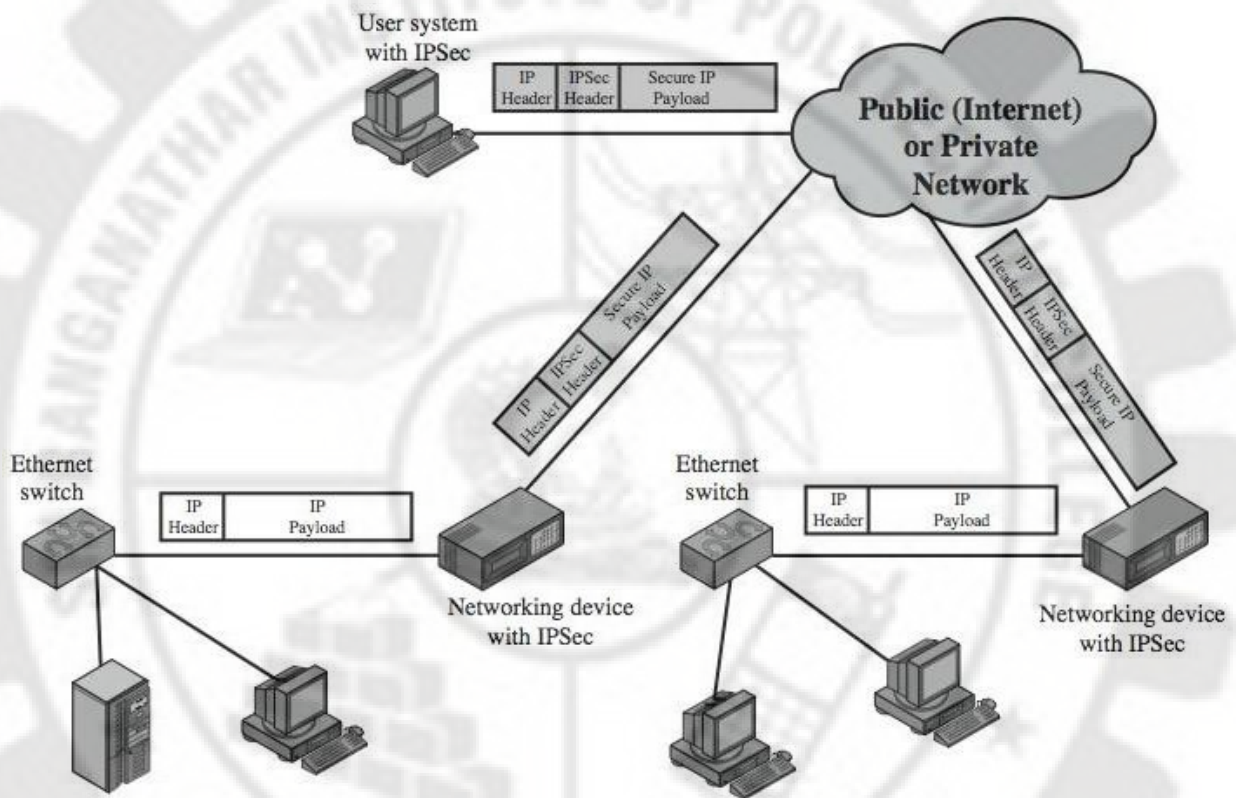 User system
with IPSec
IP
Header
IPSec
Header
Secure IP
Payload
Public (Internet)
or Private
Network
IP
Header
IPSec
Header
Secure IP
Payload
IP
Header
IPSec
Header
Secure IP
Payload
Ethernet
switch
IP
Header
IP
Payload
Networking device
with IPSec
Ethernet
switch
IP
Header
IP
Payload
Networking device
with IPSec